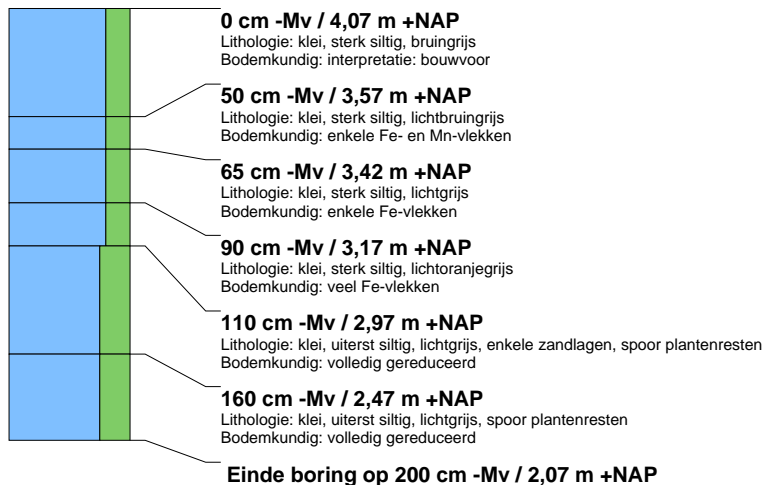 0 cm -Mv / 4,07 m +NAP
Lithologie: klei, sterk siltig, bruingrijs
Bodemkundig: interpretatie: bouwvoor
50 cm -Mv / 3,57 m +NAP
Lithologie: klei, sterk siltig, lichtbruingrijs
Bodemkundig: enkele Fe- en Mn-vlekken
65 cm -Mv / 3,42 m +NAP
Lithologie: klei, sterk siltig, lichtgrijs
Bodemkundig: enkele Fe-vlekken
90 cm -Mv / 3,17 m +NAP
Lithologie: klei, sterk siltig, lichtoranjegrijs
Bodemkundig: veel Fe-vlekken
110 cm -Mv / 2,97 m +NAP
Lithologie: klei, uiterst siltig, lichtgrijs, enkele zandlagen, spoor plantenresten
Bodemkundig: volledig gereduceerd
160 cm -Mv / 2,47 m +NAP
Lithologie: klei, uiterst siltig, lichtgrijs, spoor plantenresten
Bodemkundig: volledig gereduceerd
Einde boring op 200 cm -Mv / 2,07 m +NAP